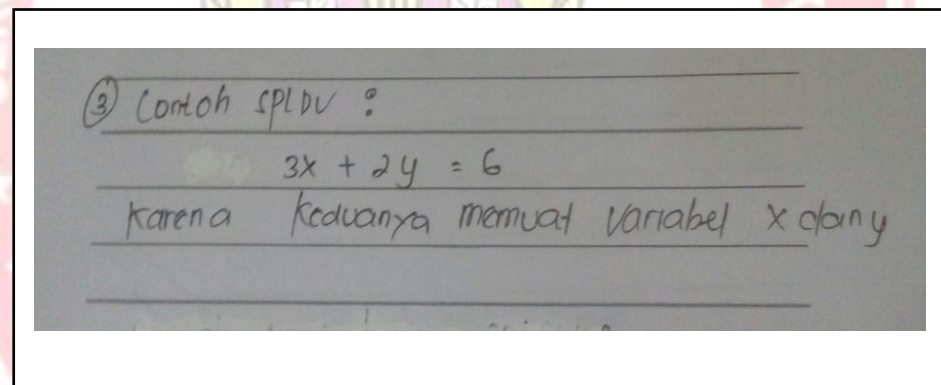 ③ Contoh SPLDV :
3x + 2y = 6
Karena keduanya memuat variabel x dan y